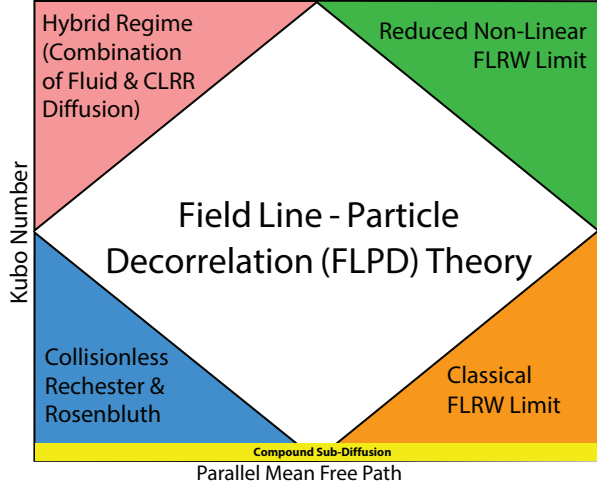 Hybrid Regime
(Combination
of Fluid & CLRR
Diffusion)
Reduced Non-Linear
FLRW Limit
Kubo Number
Field Line - Particle
Decorrelation (FLPD) Theory
Collisionless
Rechester &
Rosenbluth
Classical
FLRW Limit
Compound Sub-Diffusion
Parallel Mean Free Path